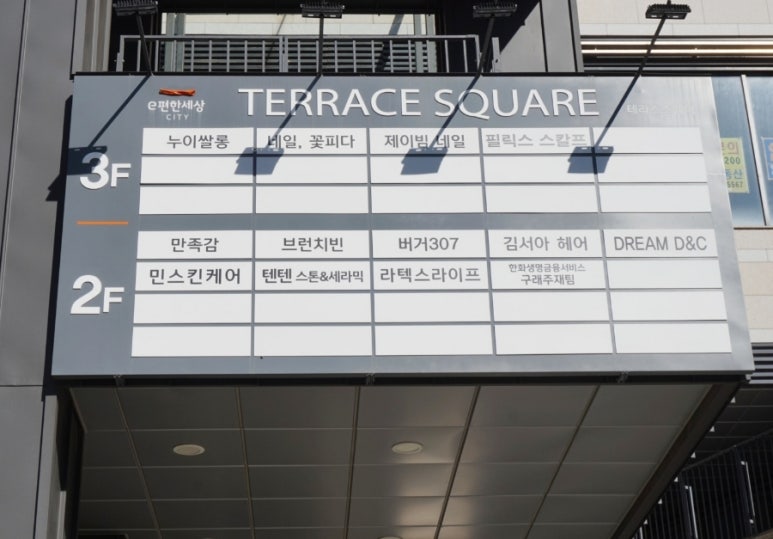 e편한세상
CITY
TERRACE SQUARE
3F
누이쌀롱 네일, 꽃피다 제이빔 네일 필릭스 스칼프
2F
만족감 브런치빈 버거307 김서아 헤어 DREAM D&C
민스킨케어 텐텐 스톤&세라믹 라텍스라이프 한화생명금융서비스
구래주재팀
200
5567